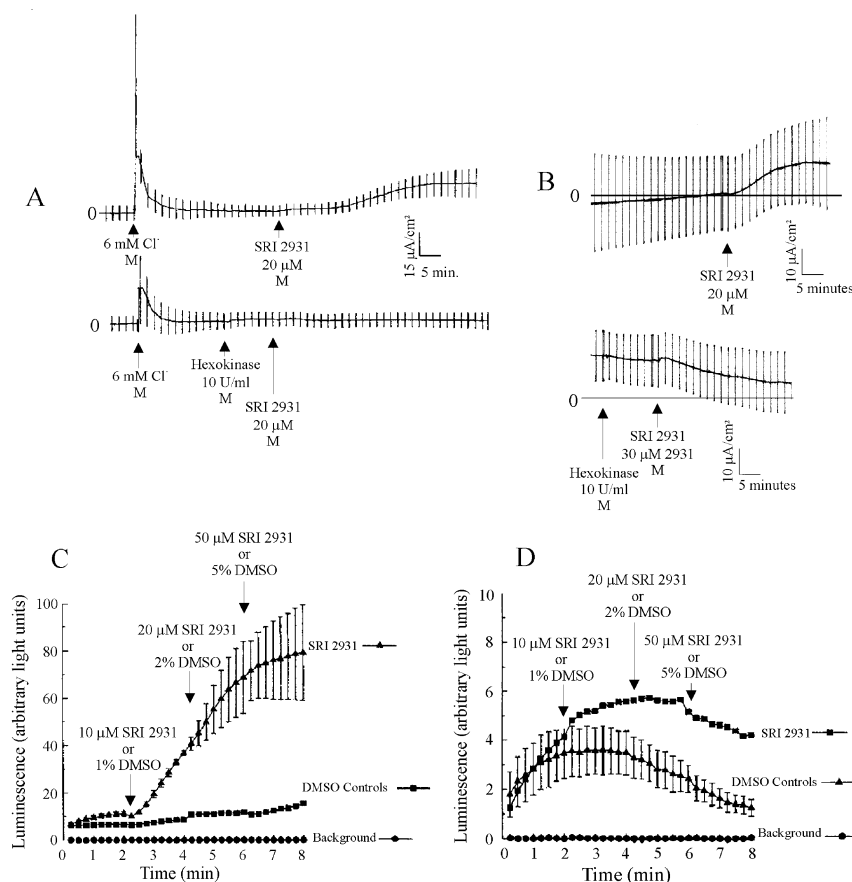 A
0
6 mM Cl⁻
M
SRI 2931
20 µM
M
15 µA/cm²
5 min.
0
6 mM Cl⁻
M
Hexokinase
10 U/ml
M
SRI 2931
20 µM
M
B
0
SRI 2931
20 µM
M
10 µA/cm²
5 minutes
0
Hexokinase
10 U/ml
M
SRI 2931
30 µM 2931
M
10 µA/cm²
5 minutes
C
Luminescence (arbitrary light units)
100
80
60
40
20
0
10 µM SRI 2931
or
1% DMSO
20 µM SRI 2931
or
2% DMSO
50 µM SRI 2931
or
5% DMSO
SRI 2931
DMSO Controls
Background
0 1 2 3 4 5 6 7 8
Time (min)
D
Luminescence (arbitrary light units)
10
8
6
4
2
0
10 µM SRI 2931
or
1% DMSO
20 µM SRI 2931
or
2% DMSO
50 µM SRI 2931
or
5% DMSO
SRI 2931
DMSO Controls
Background
0 1 2 3 4 5 6 7 8
Time (min)